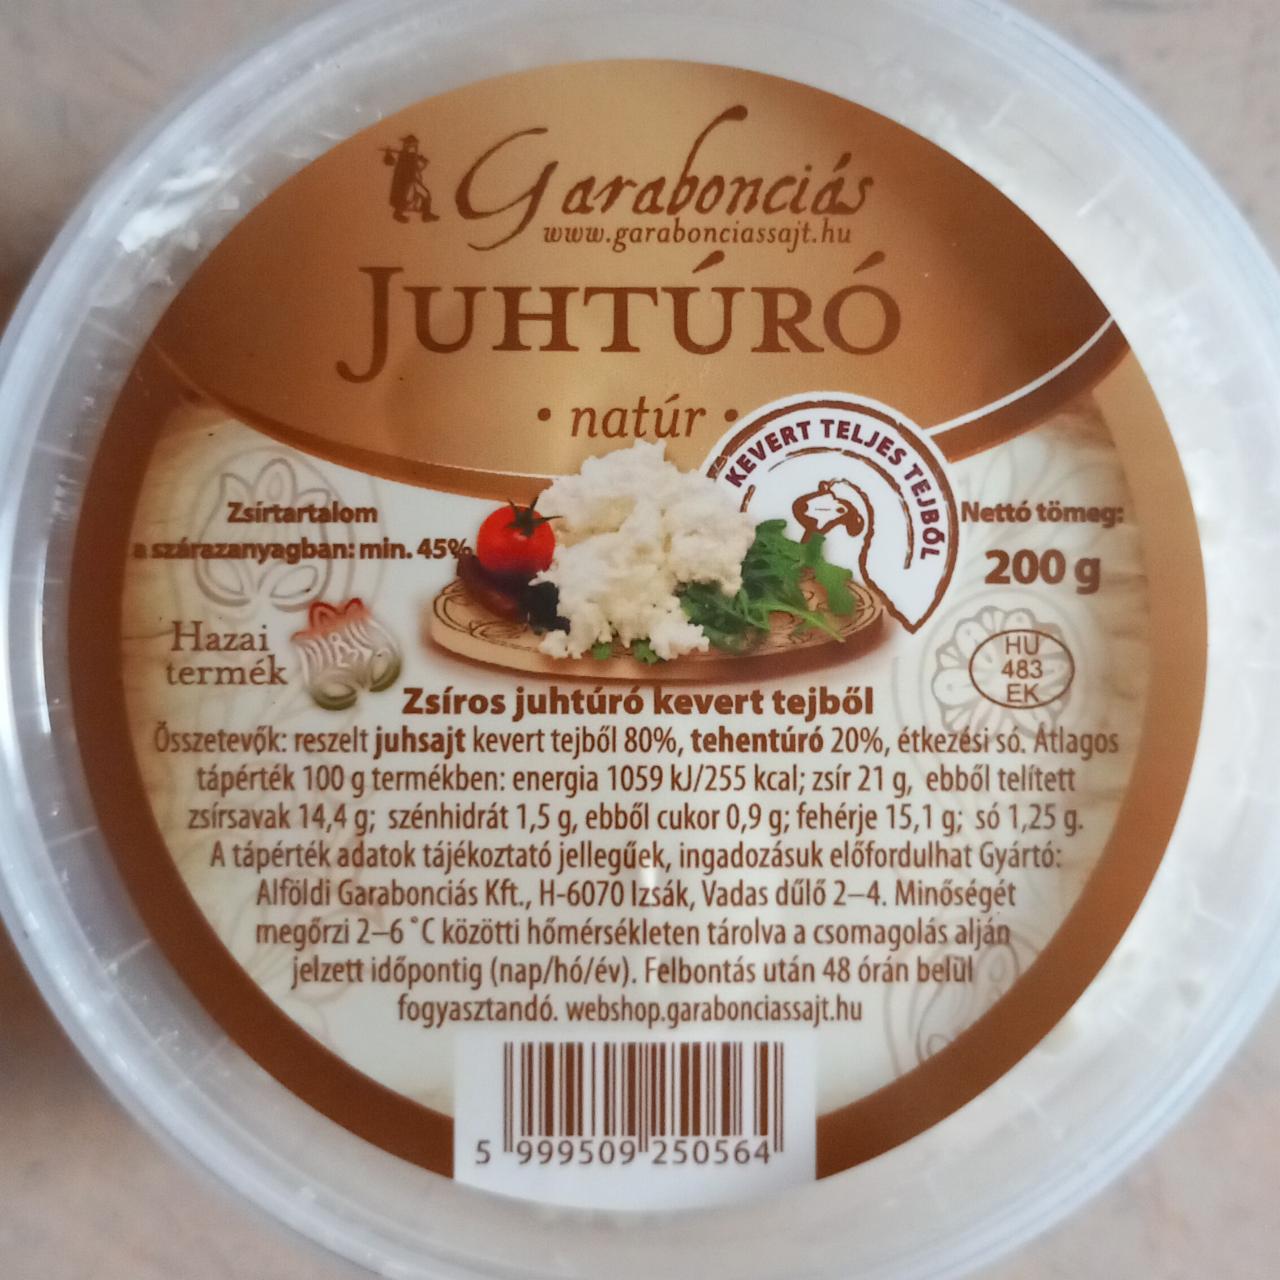 Garabonciás
www.garabonciassajt.hu
JUHTÚRÓ
• natúr •
KEVERT TELJES TEJBŐL
Zsírtartalom
a szárazanyagban: min. 45%
Nettó tömeg:
200 g
Hazai
termék
HU
483
EK
Zsíros juhtúró kevert tejből
Összetevők: reszelt juhsajt kevert tejből 80%, tehentúró 20%, étkezési só. Átlagos
tápérték 100 g termékben: energia 1059 kJ/255 kcal; zsír 21 g, ebből telített
zsírsavak 14,4 g; szénhidrát 1,5 g, ebből cukor 0,9 g; fehérje 15,1 g; só 1,25 g.
A tápérték adatok tájékoztató jellegűek, ingadozásuk előfordulhat Gyártó:
Alföldi Garabonciás Kft., H-6070 Izsák, Vadas dűlő 2–4. Minőségét
megőrzi 2–6 °C közötti hőmérsékleten tárolva a csomagolás alján
jelzett időpontig (nap/hó/év). Felbontás után 48 órán belül
fogyasztandó. webshop.garabonciassajt.hu
5 999509 250564